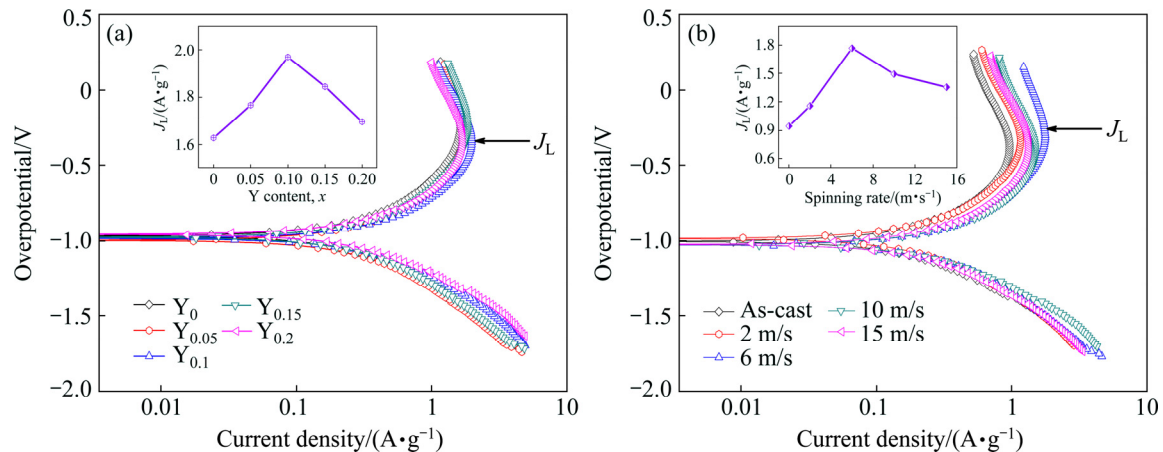 (a)
0.5
0
−0.5
−1.0
−1.5
−2.0
Overpotential/V
0.01
0.1
1
10
Current density/(A•g⁻¹)
2.0
1.8
1.6
J_L/(A•g⁻¹)
0
0.05
0.10
0.15
0.20
Y content, x
J_L
Y_0
Y_0.05
Y_0.1
Y_0.15
Y_0.2
(b)
0.5
0
−0.5
−1.0
−1.5
−2.0
Overpotential/V
0.01
0.1
1
10
Current density/(A•g⁻¹)
1.8
1.5
1.2
0.9
0.6
J_L/(A•g⁻¹)
0
5
10
15
Spinning rate/(m•s⁻¹)
J_L
As-cast
2 m/s
6 m/s
10 m/s
15 m/s